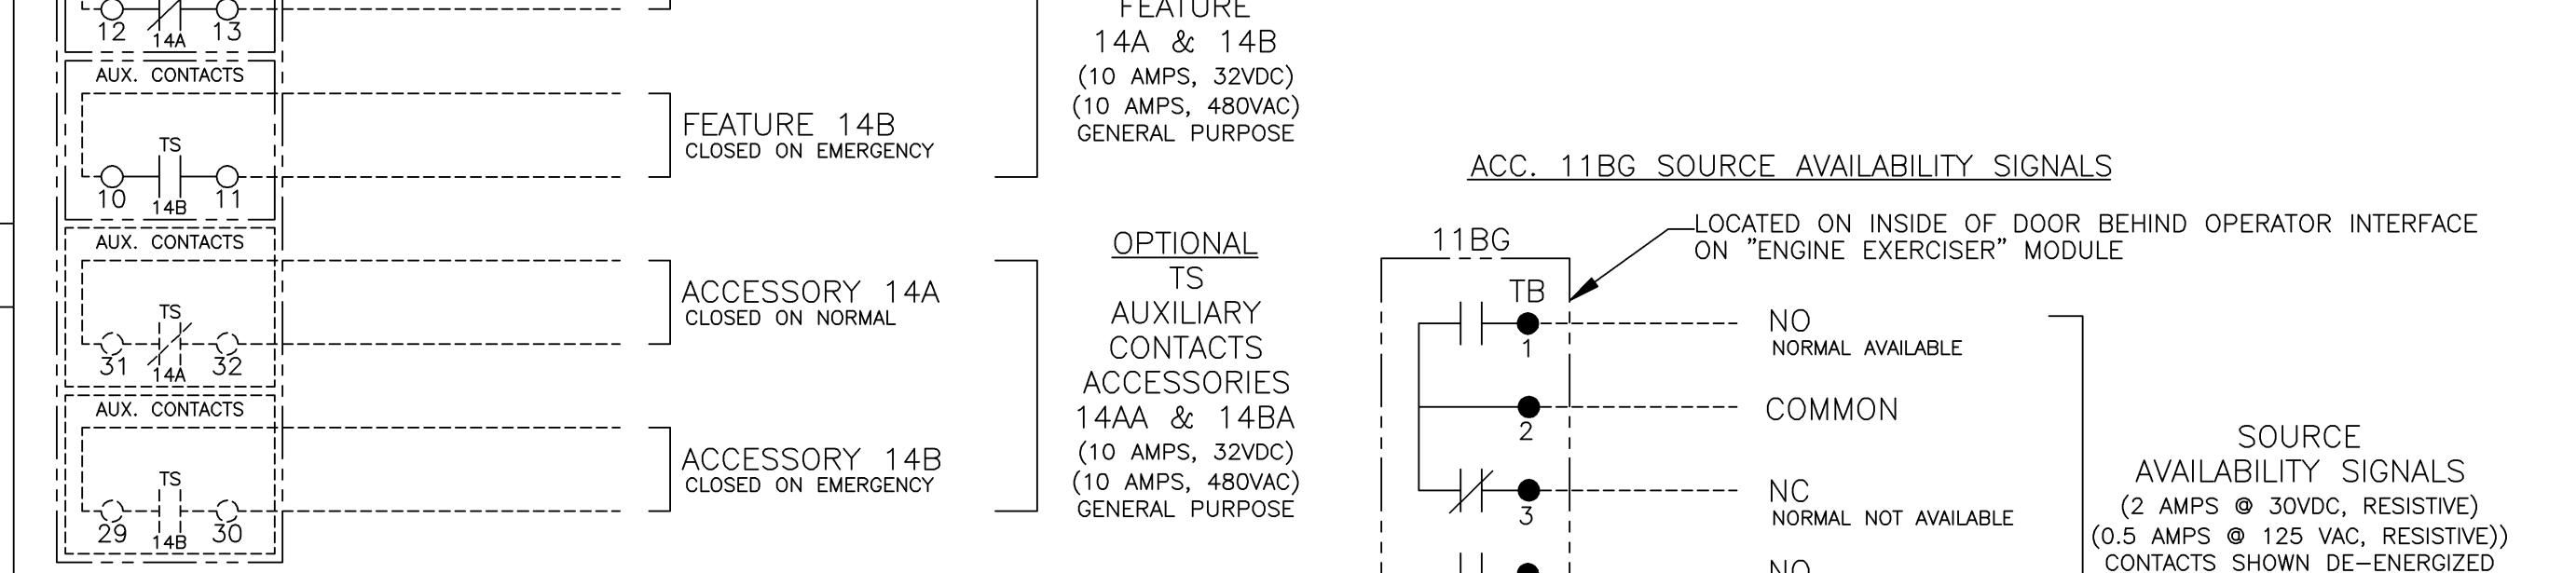 12
14A
13
AUX. CONTACTS
TS
10
14B
11
FEATURE 14B
CLOSED ON EMERGENCY
FEATURE
14A & 14B
(10 AMPS, 32VDC)
(10 AMPS, 480VAC)
GENERAL PURPOSE
AUX. CONTACTS
TS
31
14A
32
ACCESSORY 14A
CLOSED ON NORMAL
AUX. CONTACTS
TS
29
14B
30
ACCESSORY 14B
CLOSED ON EMERGENCY
OPTIONAL
TS
AUXILIARY
CONTACTS
ACCESSORIES
14AA & 14BA
(10 AMPS, 32VDC)
(10 AMPS, 480VAC)
GENERAL PURPOSE
ACC. 11BG SOURCE AVAILABILITY SIGNALS
LOCATED ON INSIDE OF DOOR BEHIND OPERATOR INTERFACE
ON "ENGINE EXERCISER" MODULE
11BG
TB
1
NO
NORMAL AVAILABLE
2
COMMON
3
NC
NORMAL NOT AVAILABLE
NO
SOURCE
AVAILABILITY SIGNALS
(2 AMPS @ 30VDC, RESISTIVE)
(0.5 AMPS @ 125 VAC, RESISTIVE))
CONTACTS SHOWN DE-ENERGIZED